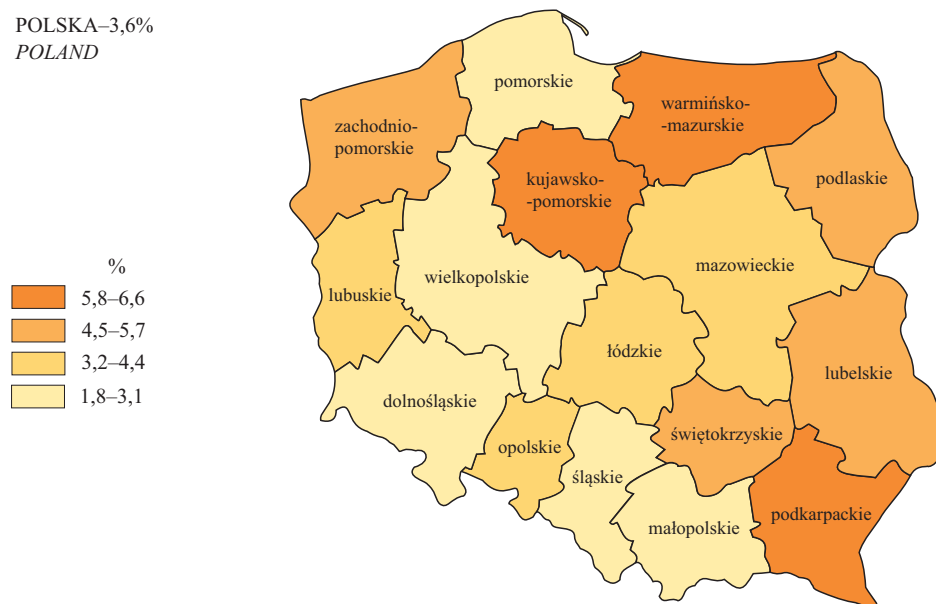 POLSKA–3,6%
POLAND
pomorskie
warmińsko-
-mazurskie
zachodnio-
pomorskie
podlaskie
kujawsko-
-pomorskie
mazowieckie
wielkopolskie
lubuskie
%
5,8–6,6
4,5–5,7
3,2–4,4
1,8–3,1
łódzkie
lubelskie
dolnośląskie
świętokrzyskie
opolskie
śląskie
podkarpackie
małopolskie